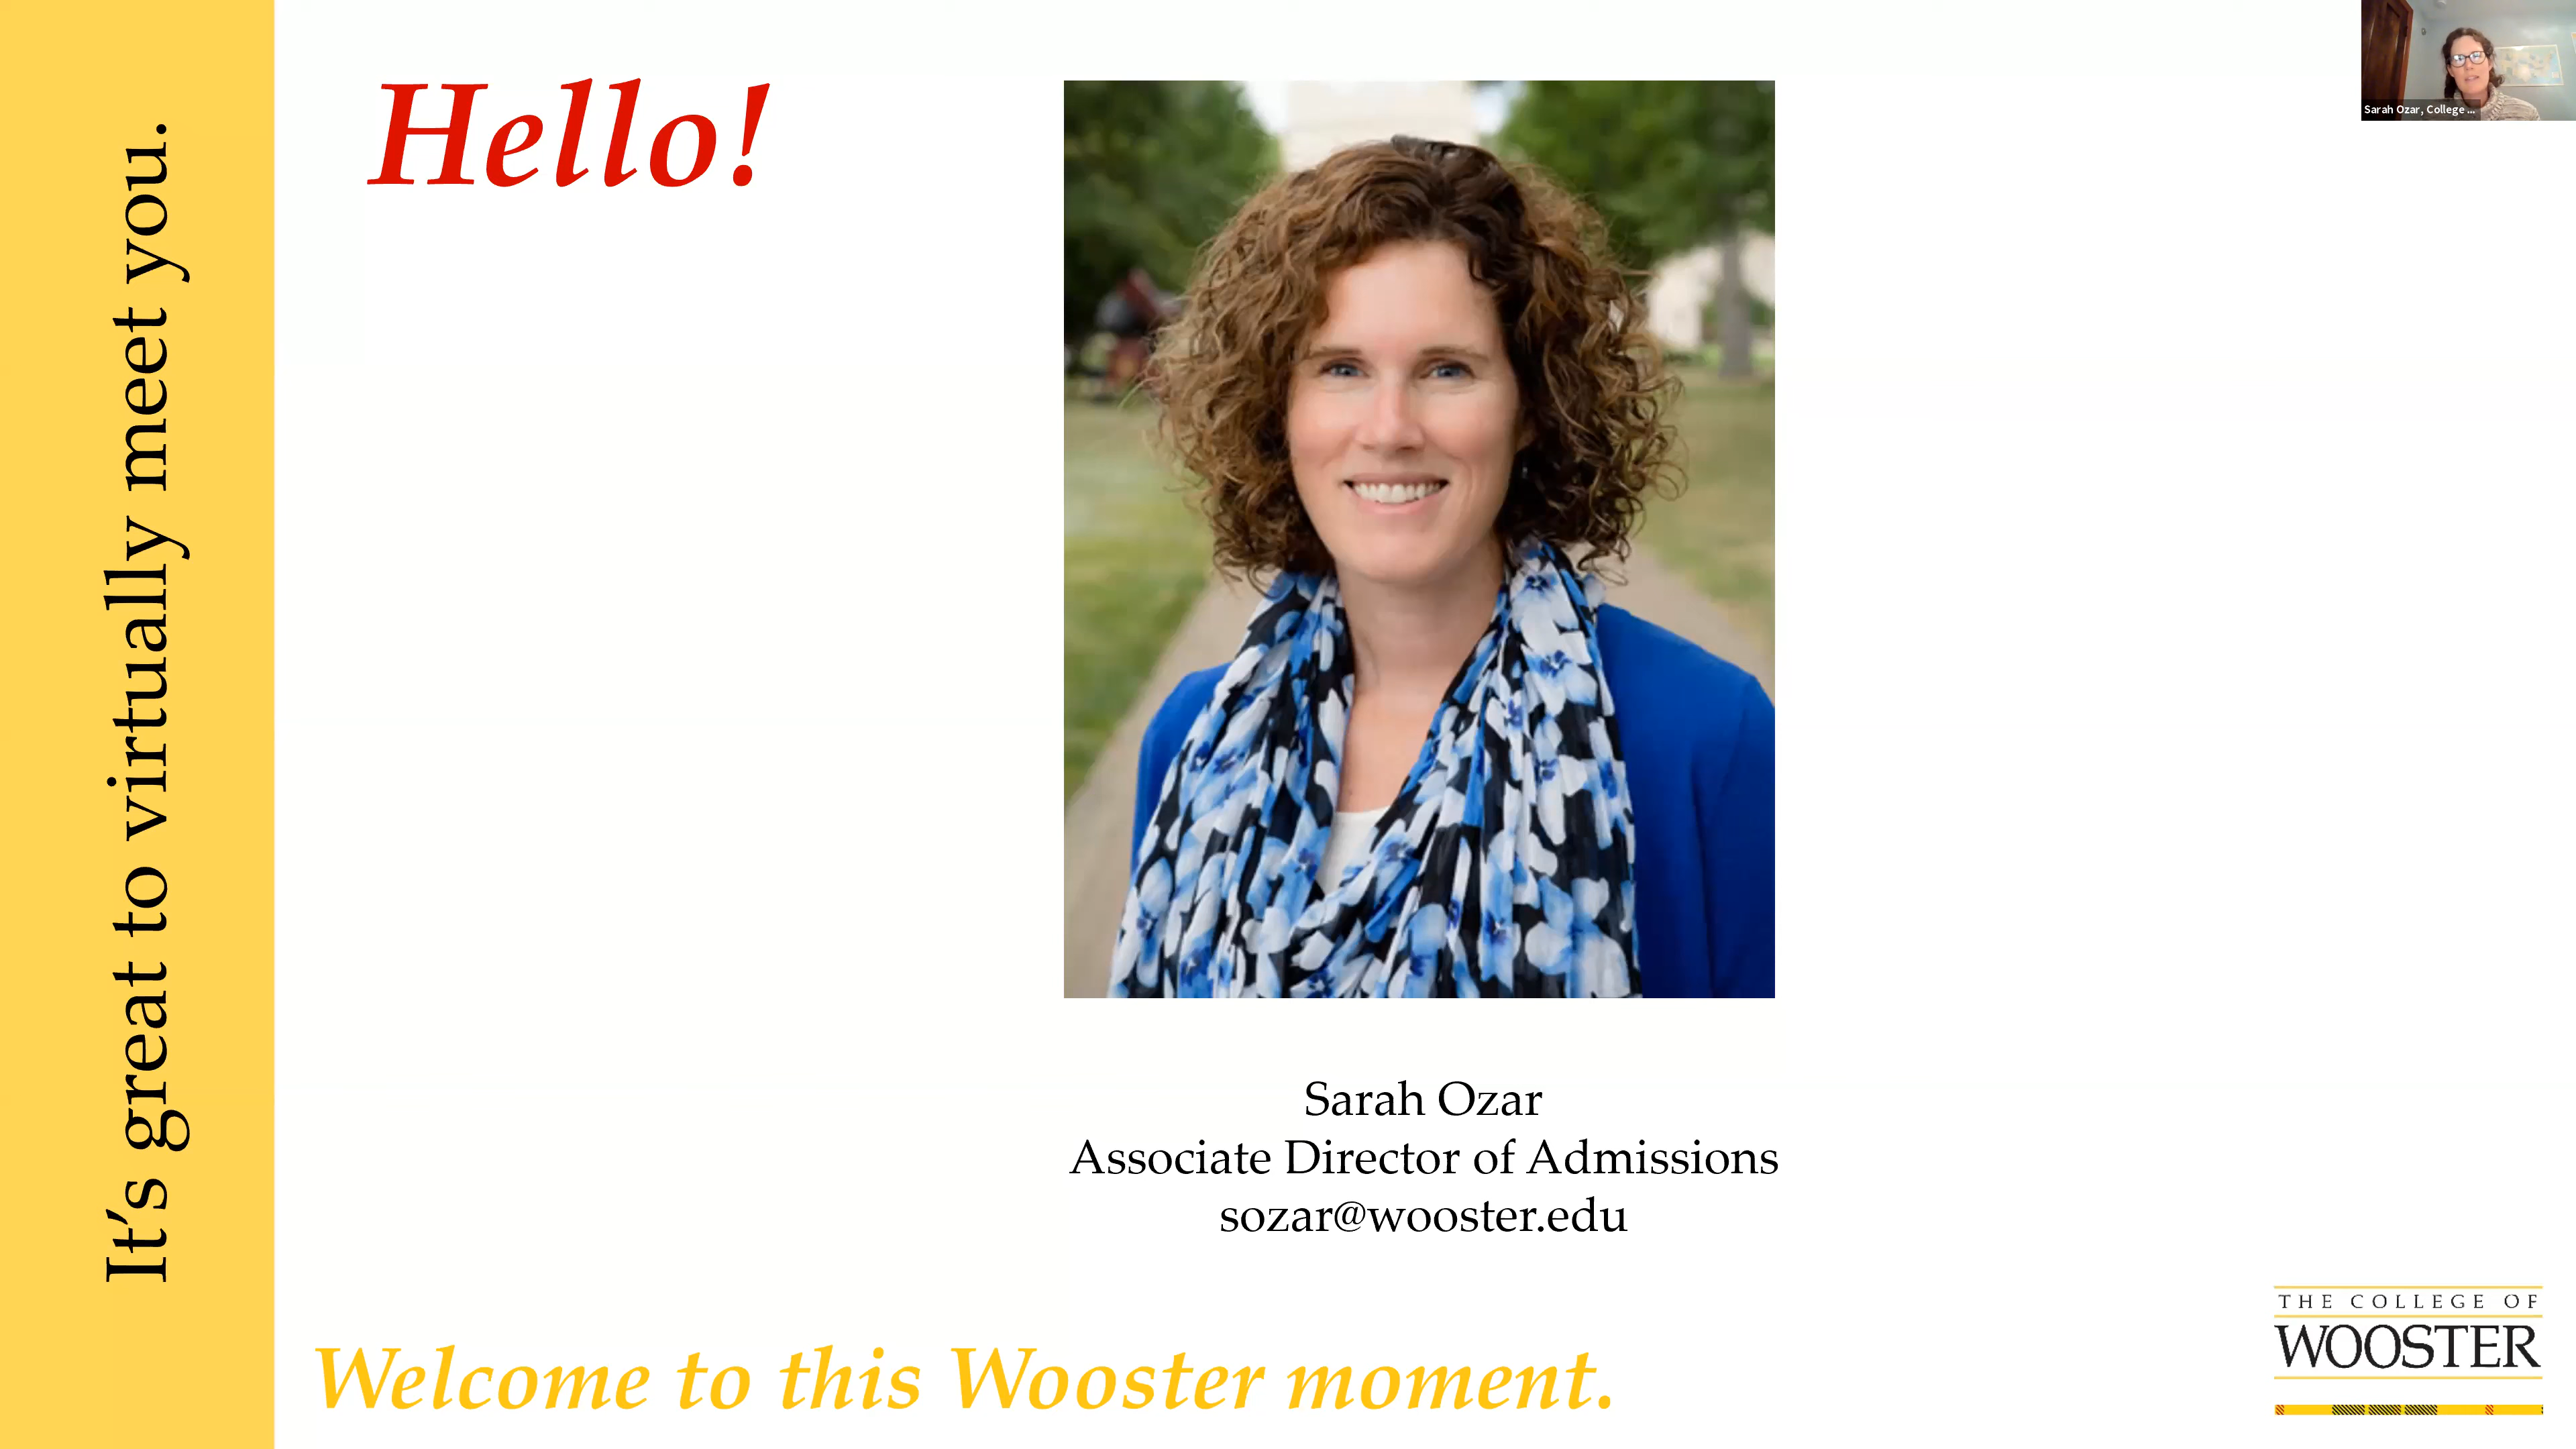 It's great to virtually meet you.
Hello!
Sarah Ozar, College ...
Sarah Ozar
Associate Director of Admissions
sozar@wooster.edu
Welcome to this Wooster moment.
THE COLLEGE OF
WOOSTER